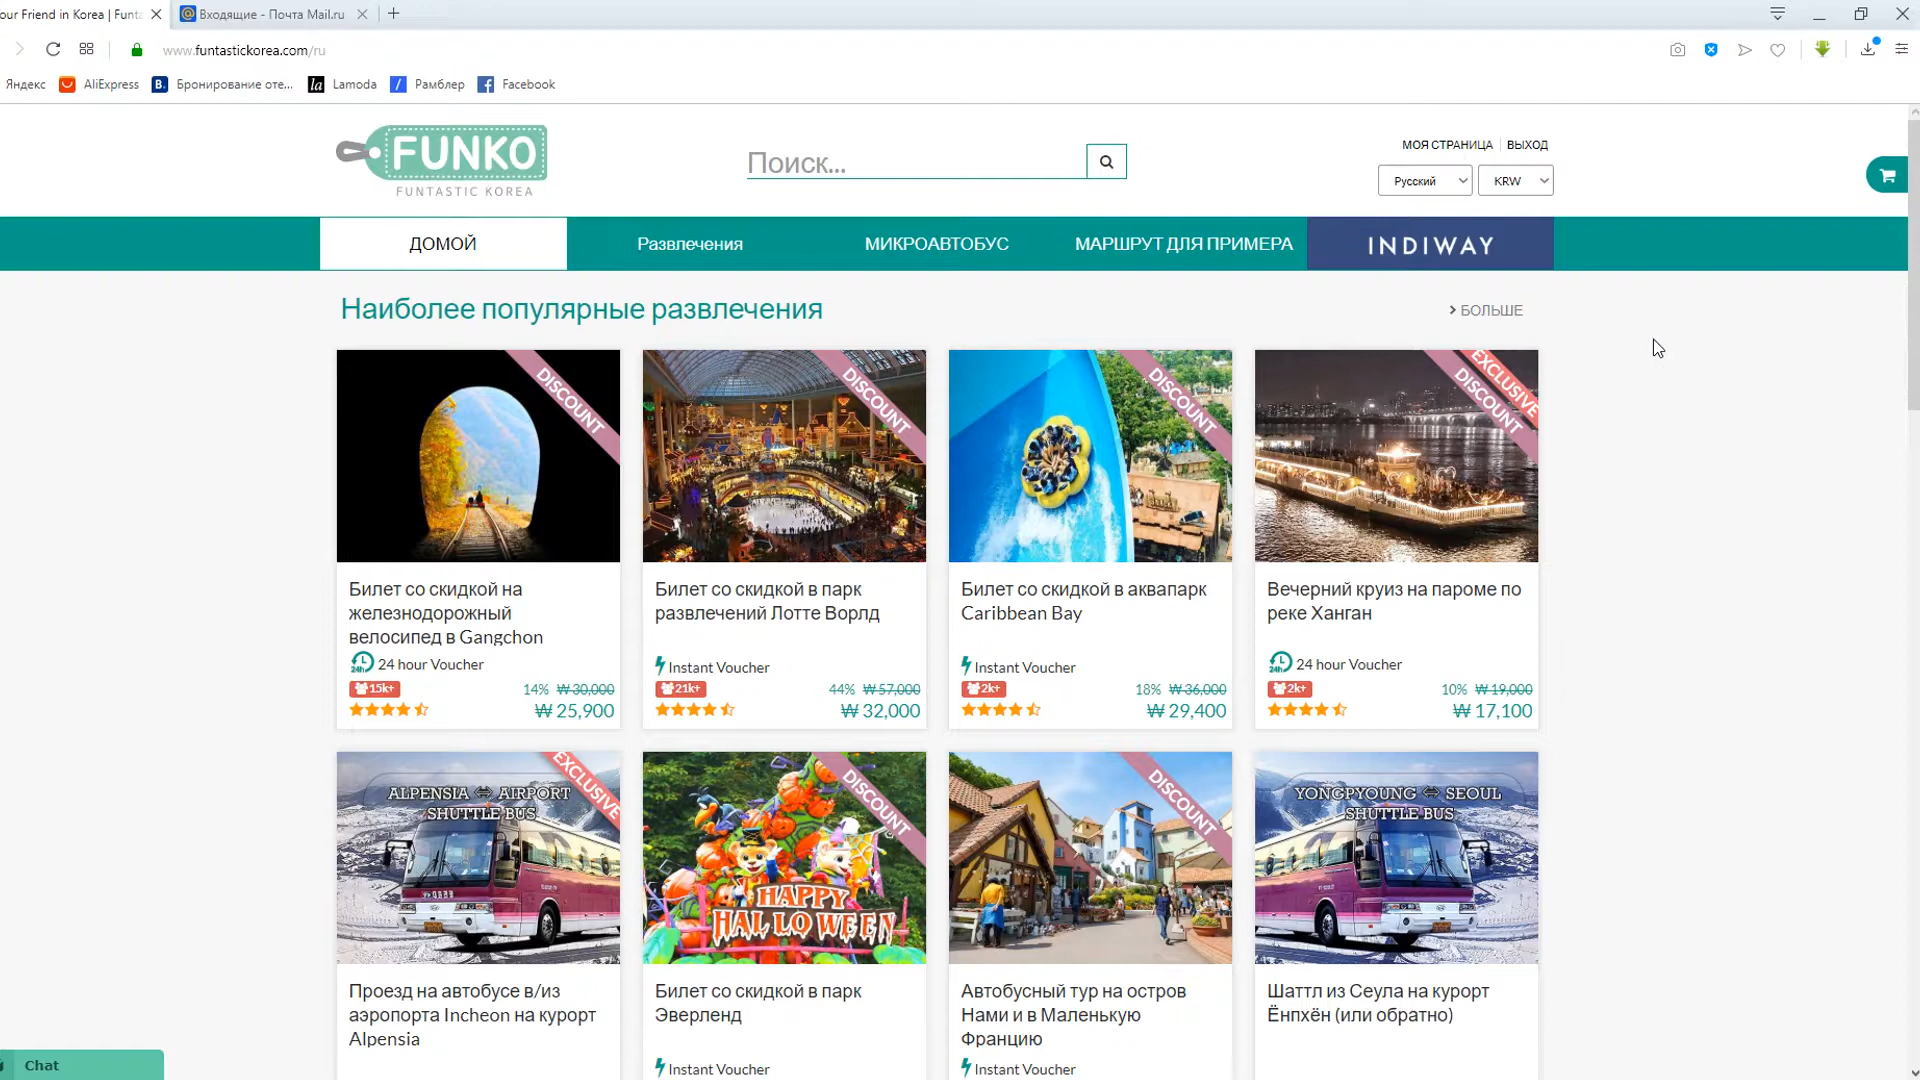 our Friend in Korea | Funta
Входящие - Почта Mail.ru
www.funtastickorea.com/ru
Яндекс
AliExpress
Бронирование оте...
Lamoda
Рамблер
Facebook
FUNKO
FUNTASTIC KOREA
Поиск...
МОЯ СТРАНИЦА
ВЫХОД
Русский
KRW
ДОМОЙ
Развлечения
МИКРОАВТОБУС
МАРШРУТ ДЛЯ ПРИМЕРА
INDIWAY
Наиболее популярные развлечения
> БОЛЬШЕ
DISCOUNT
DISCOUNT
DISCOUNT
EXCLUSIVE
DISCOUNT
Билет со скидкой на
железнодорожный
велосипед в Gangchon
24 hour Voucher
15k+
14% ₩30,000
₩ 25,900
Билет со скидкой в парк
развлечений Лотте Ворлд
Instant Voucher
21k+
44% ₩57,000
₩ 32,000
Билет со скидкой в аквапарк
Caribbean Bay
Instant Voucher
2k+
18% ₩36,000
₩ 29,400
Вечерний круиз на пароме по
реке Ханган
24 hour Voucher
2k+
10% ₩19,000
₩ 17,100
EXCLUSIVE
ALPENSIA ⇔ AIRPORT
SHUTTLE BUS
DISCOUNT
HAPPY
HALLOWEEN
DISCOUNT
YONGPYOUNG ⇔ SEOUL
SHUTTLE BUS
Проезд на автобусе в/из
аэропорта Incheon на курорт
Alpensia
Билет со скидкой в парк
Эверленд
Instant Voucher
Автобусный тур на остров
Нами и в Маленькую
Францию
Instant Voucher
Шаттл из Сеула на курорт
Ёнпхён (или обратно)
Chat